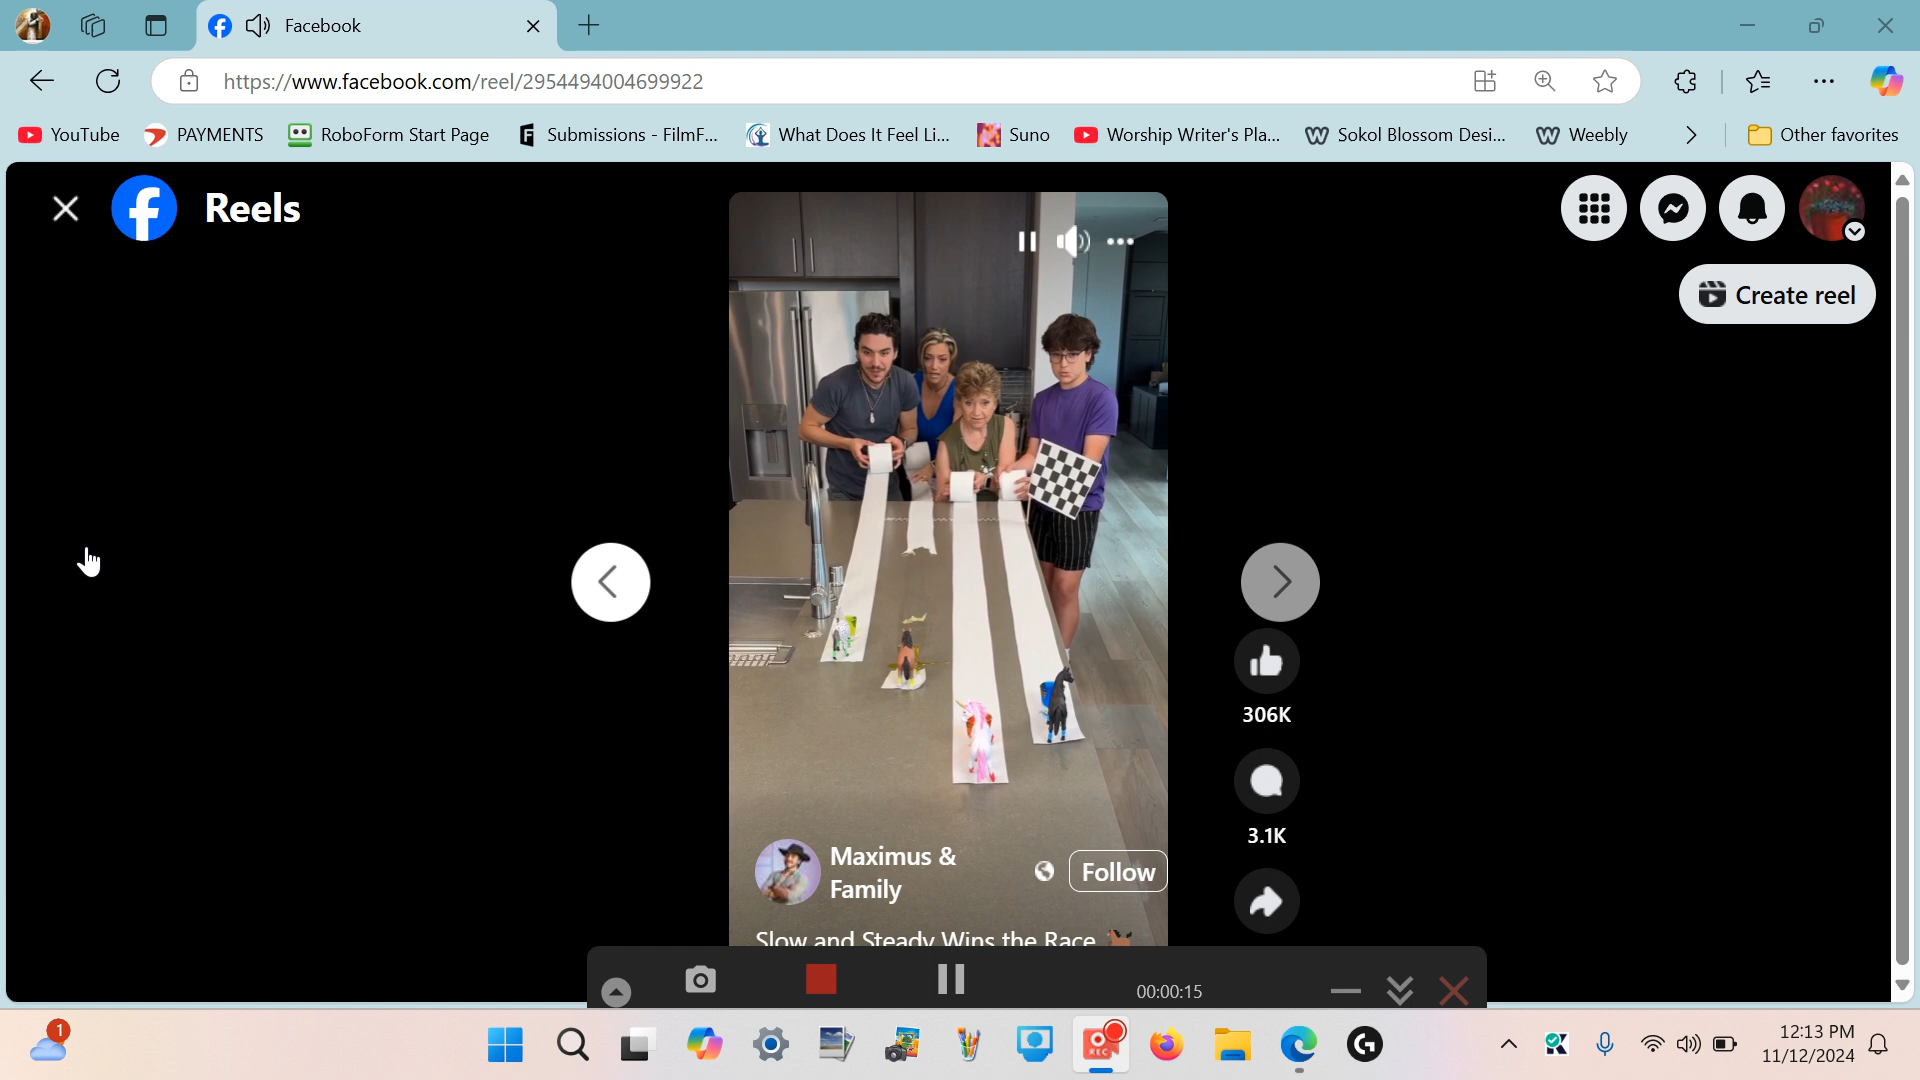 Facebook
https://www.facebook.com/reel/2954494004699922
YouTube PAYMENTS RoboForm Start Page Submissions - FilmF... What Does It Feel Li... Suno Worship Writer's Pla... Sokol Blossom Desi... Weebly Other favorites
Reels
Create reel
306K
3.1K
Maximus &
Family
Follow
Slow and Steady Wins the Race
00:00:15
1
REC
12:13 PM
11/12/2024